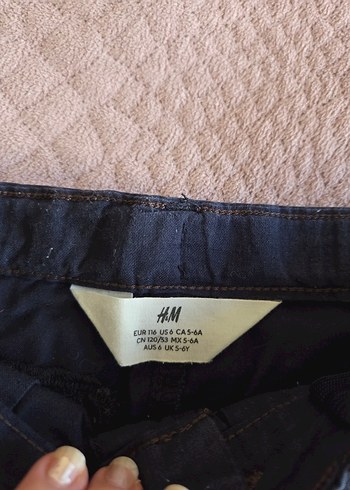 H&M
EUR 116 US 6 CA 5-6A
CN 120/53 MX 5-6A
AUS 6 UK 5-6Y